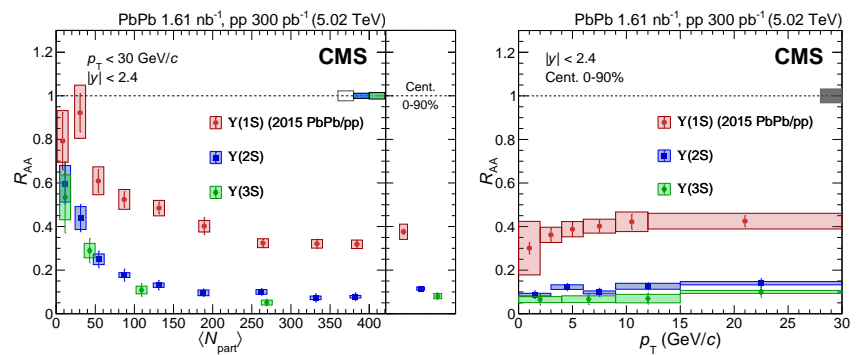 PbPb 1.61 nb⁻¹, pp 300 pb⁻¹ (5.02 TeV)
R_AA
1.2
1
0.8
0.6
0.4
0.2
0
p_T < 30 GeV/c
|y| < 2.4
CMS
Cent.
0-90%
Υ(1S) (2015 PbPb/pp)
Υ(2S)
Υ(3S)
0 50 100 150 200 250 300 350 400
⟨N_part⟩
PbPb 1.61 nb⁻¹, pp 300 pb⁻¹ (5.02 TeV)
R_AA
1.2
1
0.8
0.6
0.4
0.2
0
|y| < 2.4
Cent. 0-90%
CMS
Υ(1S) (2015 PbPb/pp)
Υ(2S)
Υ(3S)
0 5 10 15 20 25 30
p_T (GeV/c)